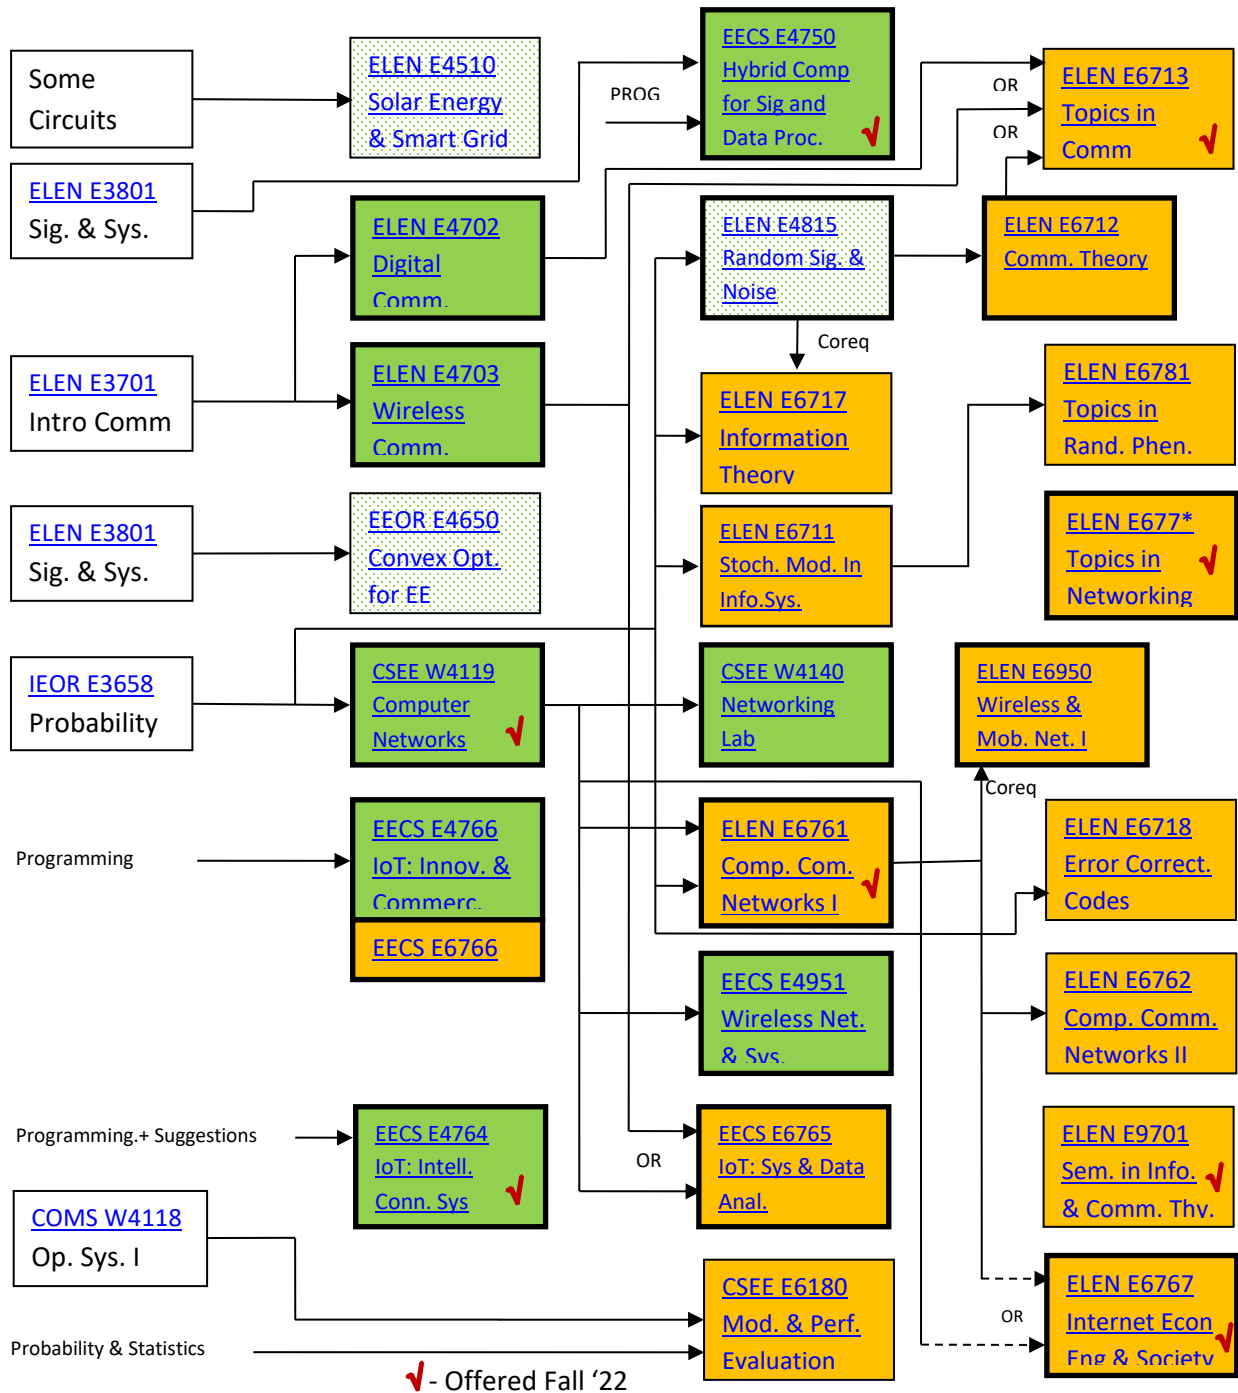 Some
Circuits
ELEN E4510
Solar Energy
& Smart Grid
EECS E4750
Hybrid Comp
for Sig and
Data Proc.
PROG
OR
OR
ELEN E6713
Topics in
Comm
ELEN E3801
Sig. & Sys.
ELEN E4702
Digital
Comm.
ELEN E4815
Random Sig. &
Noise
ELEN E6712
Comm. Theory
Coreq
ELEN E3701
Intro Comm
ELEN E4703
Wireless
Comm.
ELEN E6717
Information
Theory
ELEN E6781
Topics in
Rand. Phen.
ELEN E3801
Sig. & Sys.
EEOR E4650
Convex Opt.
for EE
ELEN E6711
Stoch. Mod. In
Info.Sys.
ELEN E677*
Topics in
Networking
IEOR E3658
Probability
CSEE W4119
Computer
Networks
CSEE W4140
Networking
Lab
ELEN E6950
Wireless &
Mob. Net. I
Coreq
Programming
EECS E4766
IoT: Innov. &
Commerc.
EECS E6766
ELEN E6761
Comp. Com.
Networks I
ELEN E6718
Error Correct.
Codes
EECS E4951
Wireless Net.
& Sys.
ELEN E6762
Comp. Comm.
Networks II
Programming.+ Suggestions
EECS E4764
IoT: Intell.
Conn. Sys
OR
EECS E6765
IoT: Sys & Data
Anal.
ELEN E9701
Sem. in Info.
& Comm. Thy.
COMS W4118
Op. Sys. I
CSEE E6180
Mod. & Perf.
Evaluation
OR
ELEN E6767
Internet Econ
Eng & Society
Probability & Statistics
√ - Offered Fall ‘22